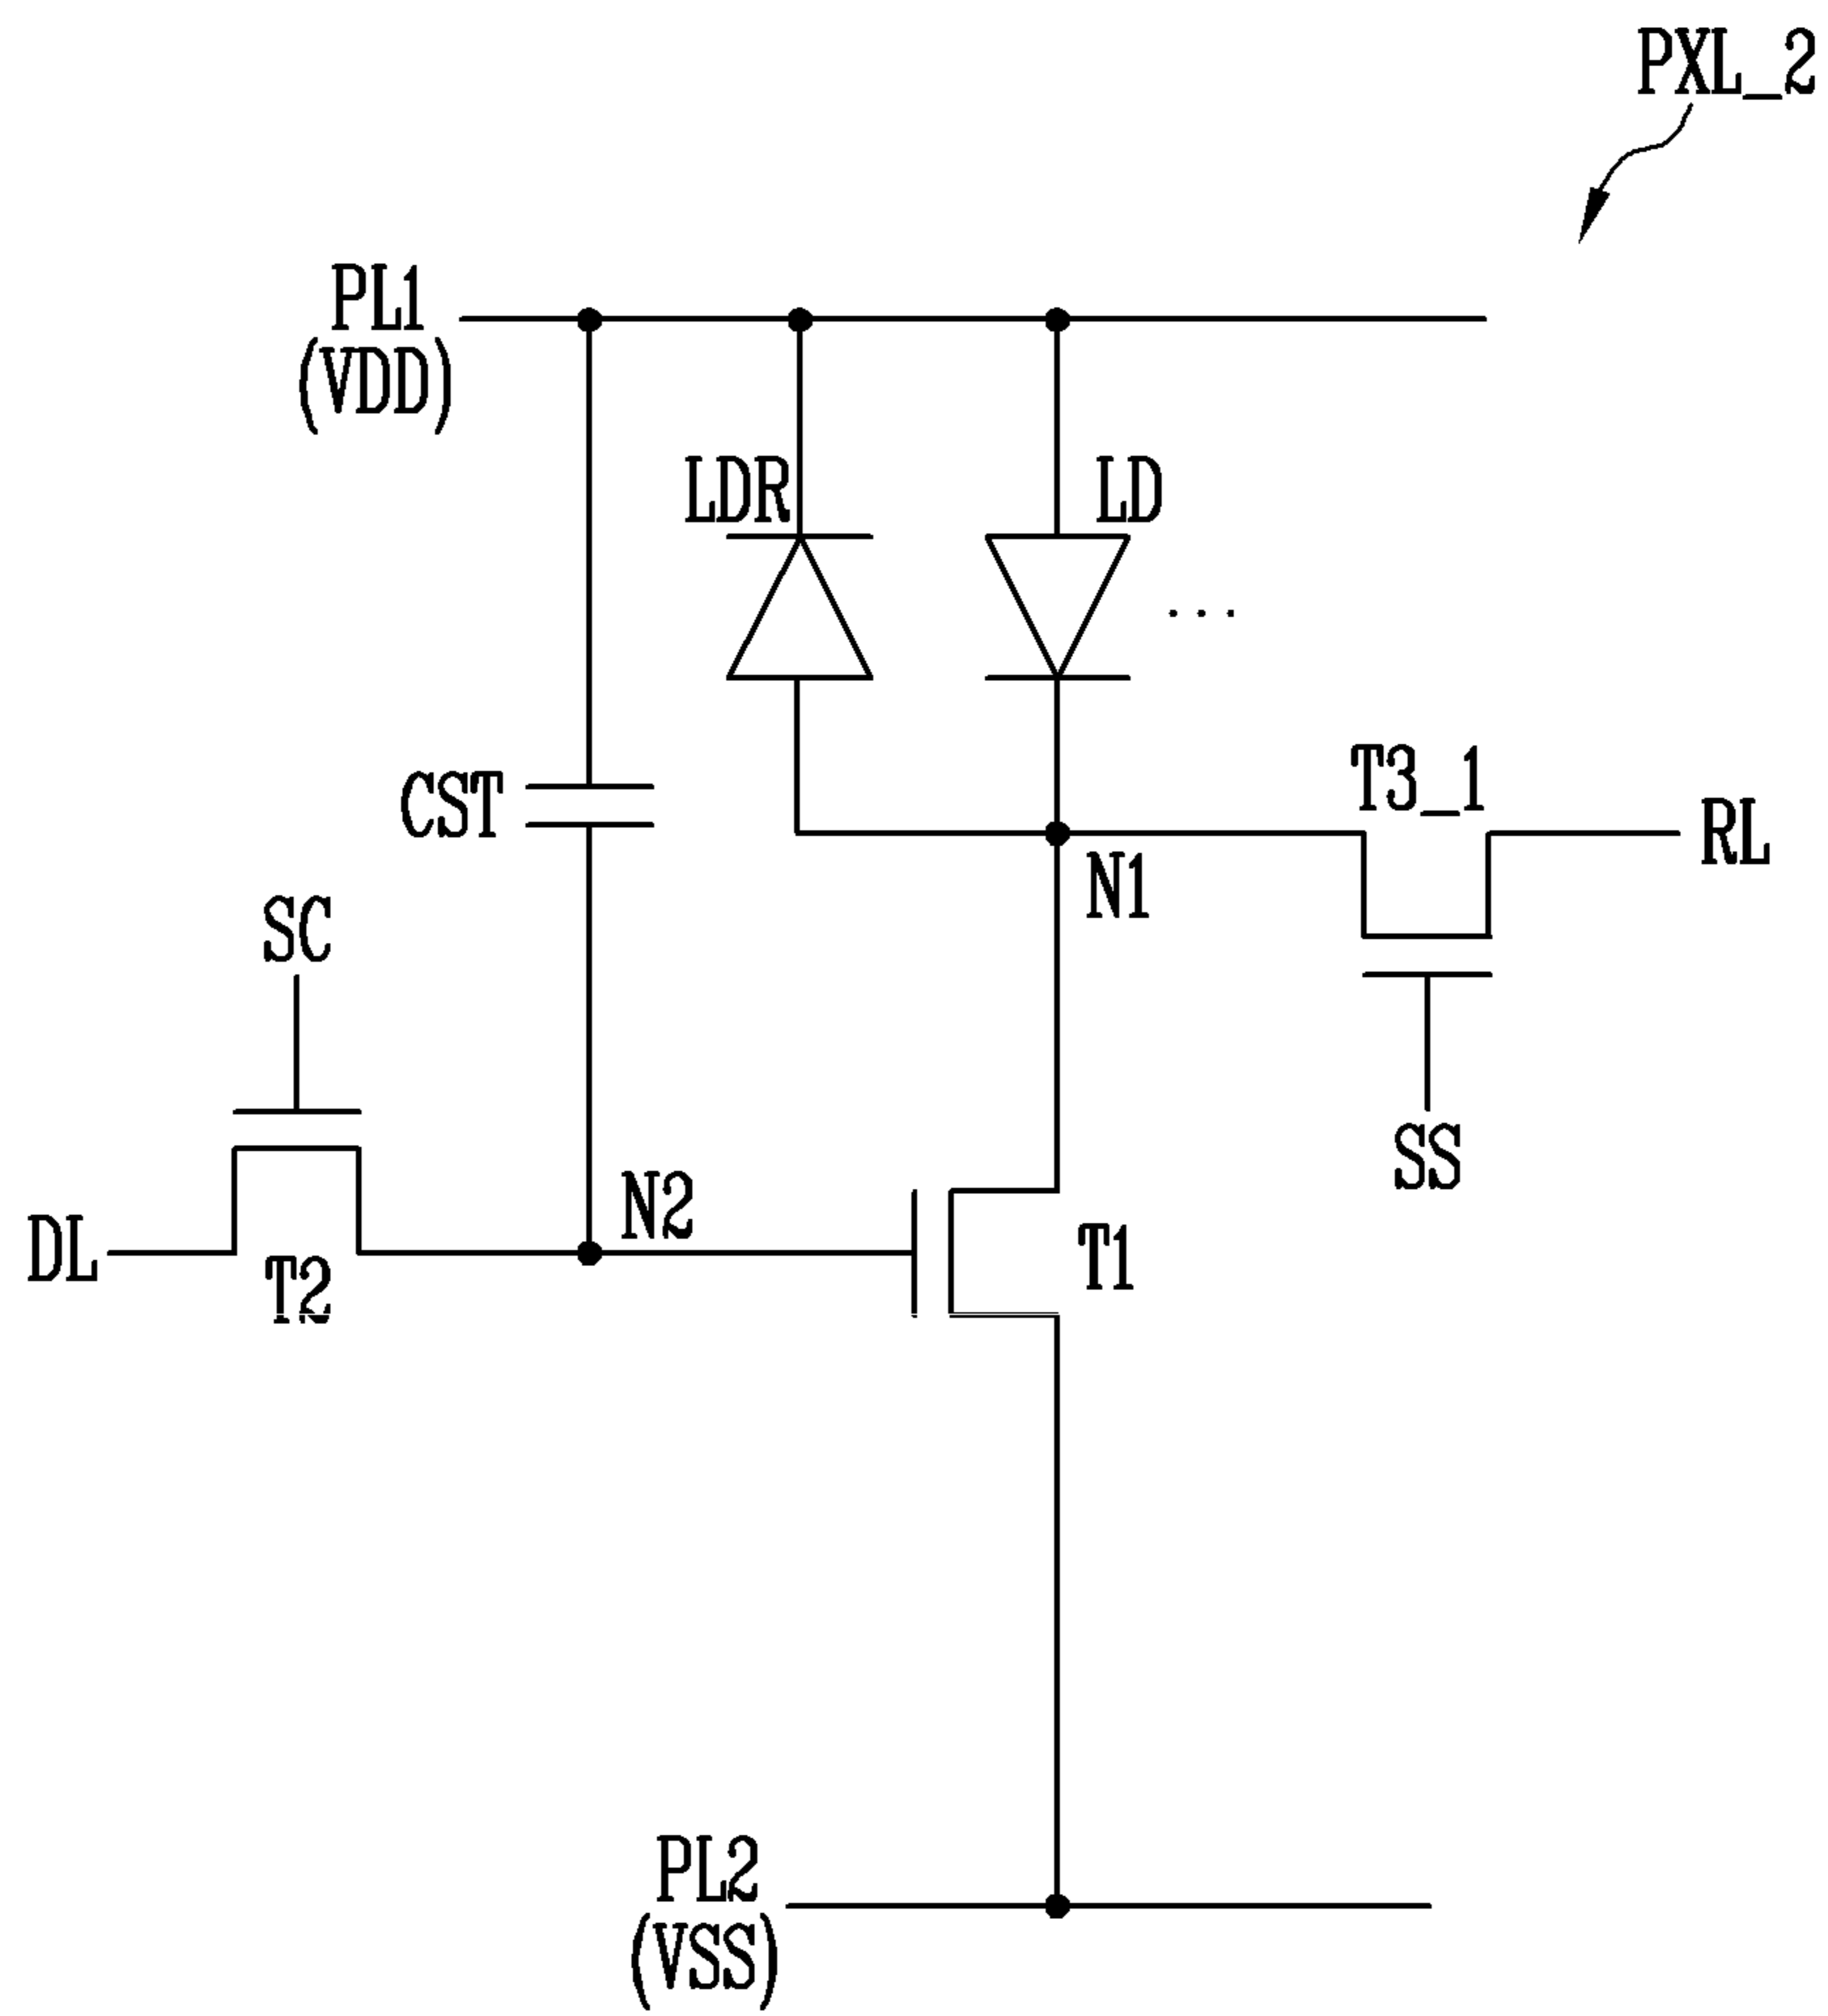 PXL_2
PL1
(VDD)
LDR
LD
...
CST
T3_1
RL
N1
SC
SS
N2
DL
T2
T1
PL2
(VSS)